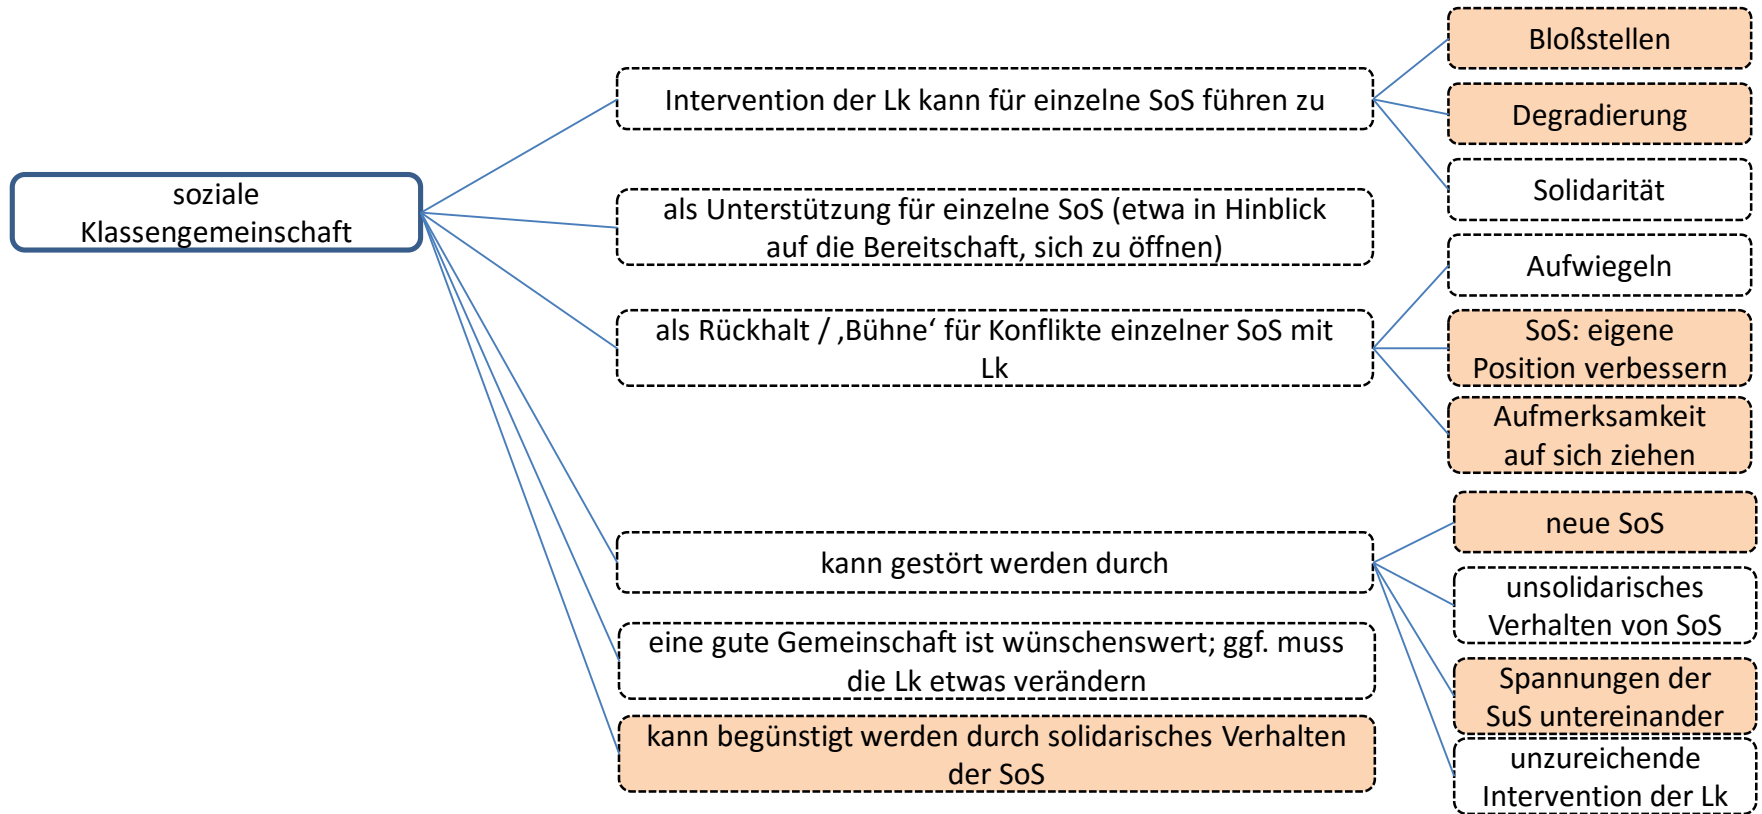 soziale
Klassengemeinschaft
Intervention der Lk kann für einzelne SoS führen zu
Bloßstellen
Degradierung
Solidarität
als Unterstützung für einzelne SoS (etwa in Hinblick
auf die Bereitschaft, sich zu öffnen)
als Rückhalt / ‚Bühne‘ für Konflikte einzelner SoS mit
Lk
Aufwiegeln
SoS: eigene
Position verbessern
Aufmerksamkeit
auf sich ziehen
kann gestört werden durch
neue SoS
unsolidarisches
Verhalten von SoS
Spannungen der
SuS untereinander
unzureichende
Intervention der Lk
eine gute Gemeinschaft ist wünschenswert; ggf. muss
die Lk etwas verändern
kann begünstigt werden durch solidarisches Verhalten
der SoS